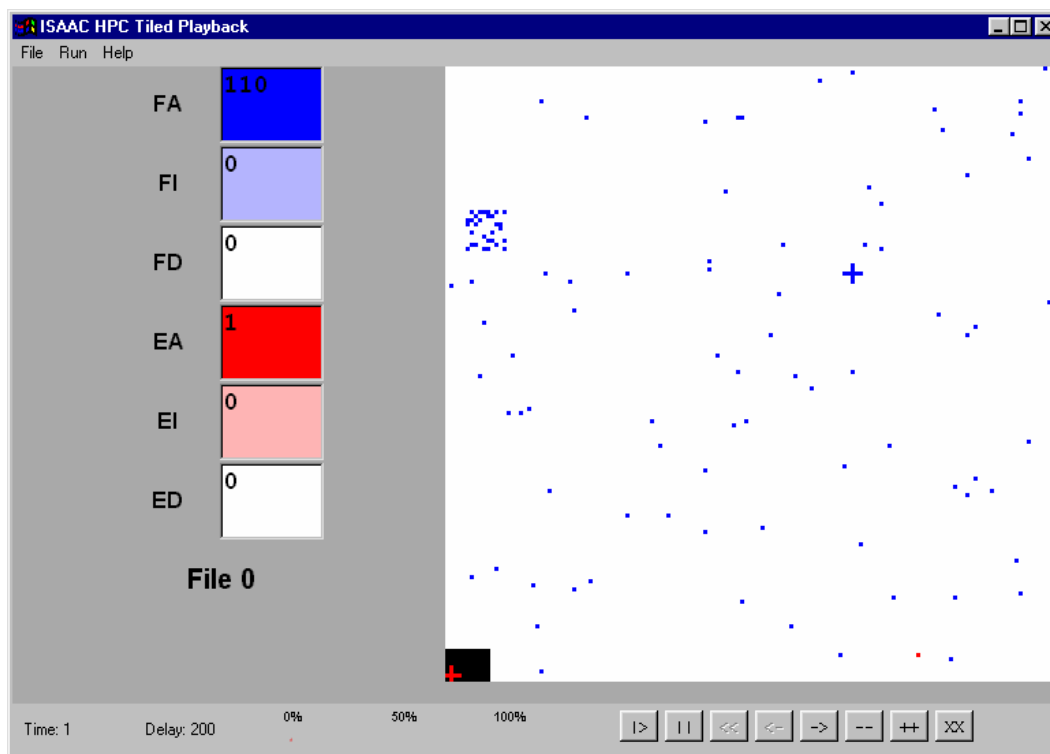 ISAAC HPC Tiled Playback
File Run Help
FA 110
FI 0
FD 0
EA 1
EI 0
ED 0
File 0
Time: 1 Delay: 200 0% 50% 100% |> || << <- -> -- ++ XX